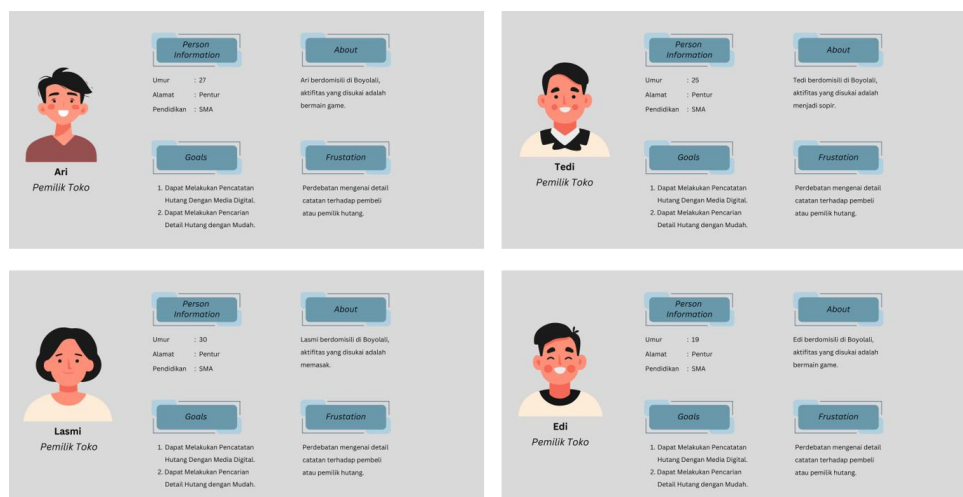 Person
Information
Umur : 27
Alamat : Pentur
Pendidikan : SMA
About
Ari berdomisili di Boyolali,
aktifitas yang disukai adalah
bermain game.
Ari
Pemilik Toko
Goals
1. Dapat Melakukan Pencatatan
Hutang Dengan Media Digital.
2. Dapat Melakukan Pencarian
Detail Hutang dengan Mudah.
Frustation
Perdebatan mengenai detail
catatan terhadap pembeli
atau pemilik hutang.
Person
Information
Umur : 25
Alamat : Pentur
Pendidikan : SMA
About
Tedi berdomisili di Boyolali,
aktifitas yang disukai adalah
menjadi sopir.
Tedi
Pemilik Toko
Goals
1. Dapat Melakukan Pencatatan
Hutang Dengan Media Digital.
2. Dapat Melakukan Pencarian
Detail Hutang dengan Mudah.
Frustation
Perdebatan mengenai detail
catatan terhadap pembeli
atau pemilik hutang.
Person
Information
Umur : 30
Alamat : Pentur
Pendidikan : SMA
About
Lasmi berdomisili di Boyolali,
aktifitas yang disukai adalah
memasak.
Lasmi
Pemilik Toko
Goals
1. Dapat Melakukan Pencatatan
Hutang Dengan Media Digital.
2. Dapat Melakukan Pencarian
Detail Hutang dengan Mudah.
Frustation
Perdebatan mengenai detail
catatan terhadap pembeli
atau pemilik hutang.
Person
Information
Umur : 19
Alamat : Pentur
Pendidikan : SMA
About
Edi berdomisili di Boyolali,
aktifitas yang disukai adalah
bermain game.
Edi
Pemilik Toko
Goals
1. Dapat Melakukan Pencatatan
Hutang Dengan Media Digital.
2. Dapat Melakukan Pencarian
Detail Hutang dengan Mudah.
Frustation
Perdebatan mengenai detail
catatan terhadap pembeli
atau pemilik hutang.